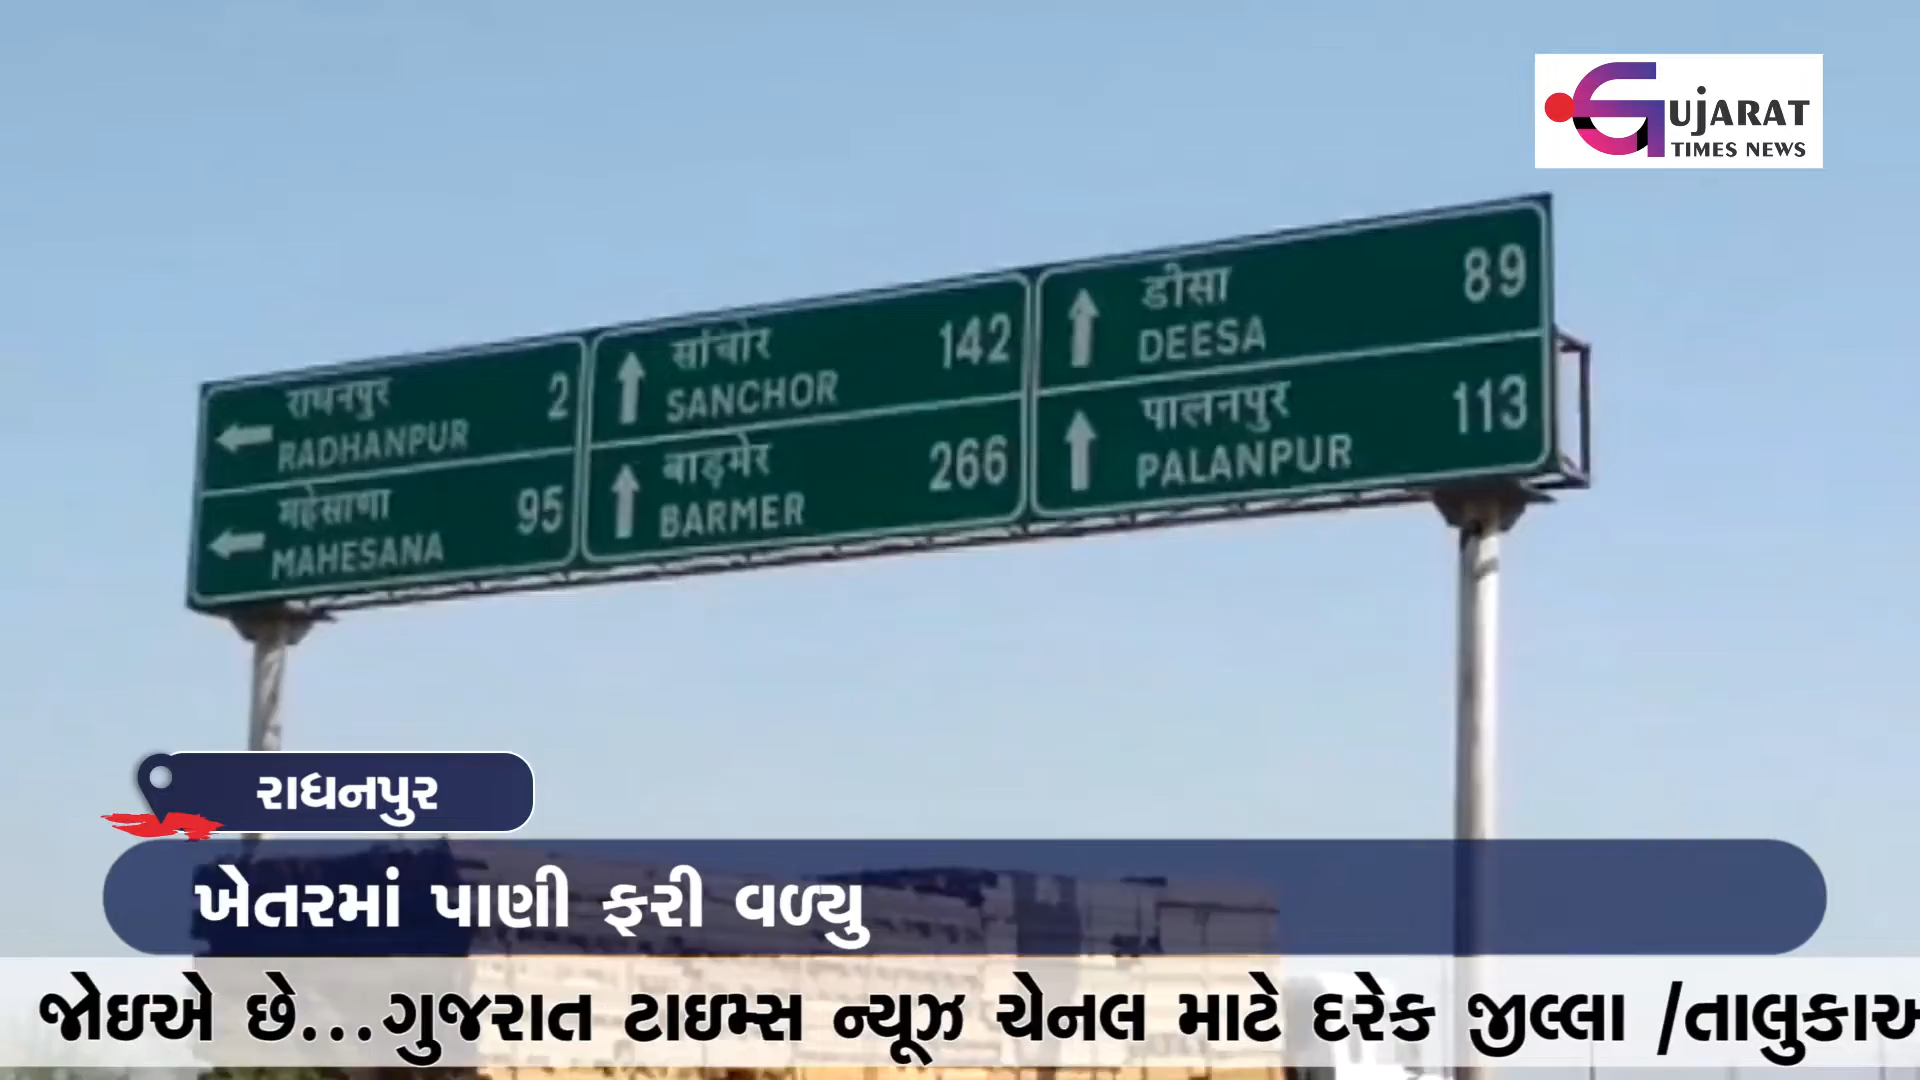 GUJARAT
TIMES NEWS
राधनपुर 2
RADHANPUR
महेसाणा 95
MAHESANA
सांचोर 142
SANCHOR
बाड़मेर 266
BARMER
डीसा 89
DEESA
पालनपुर 113
PALANPUR
રાધનપુર
ખેતરમાં પાણી ફરી વળ્યુ
જોઇએ છે...ગુજરાત ટાઇમ્સ ન્યૂઝ ચેનલ માટે દરેક જીલ્લા /તાલુકાઅ